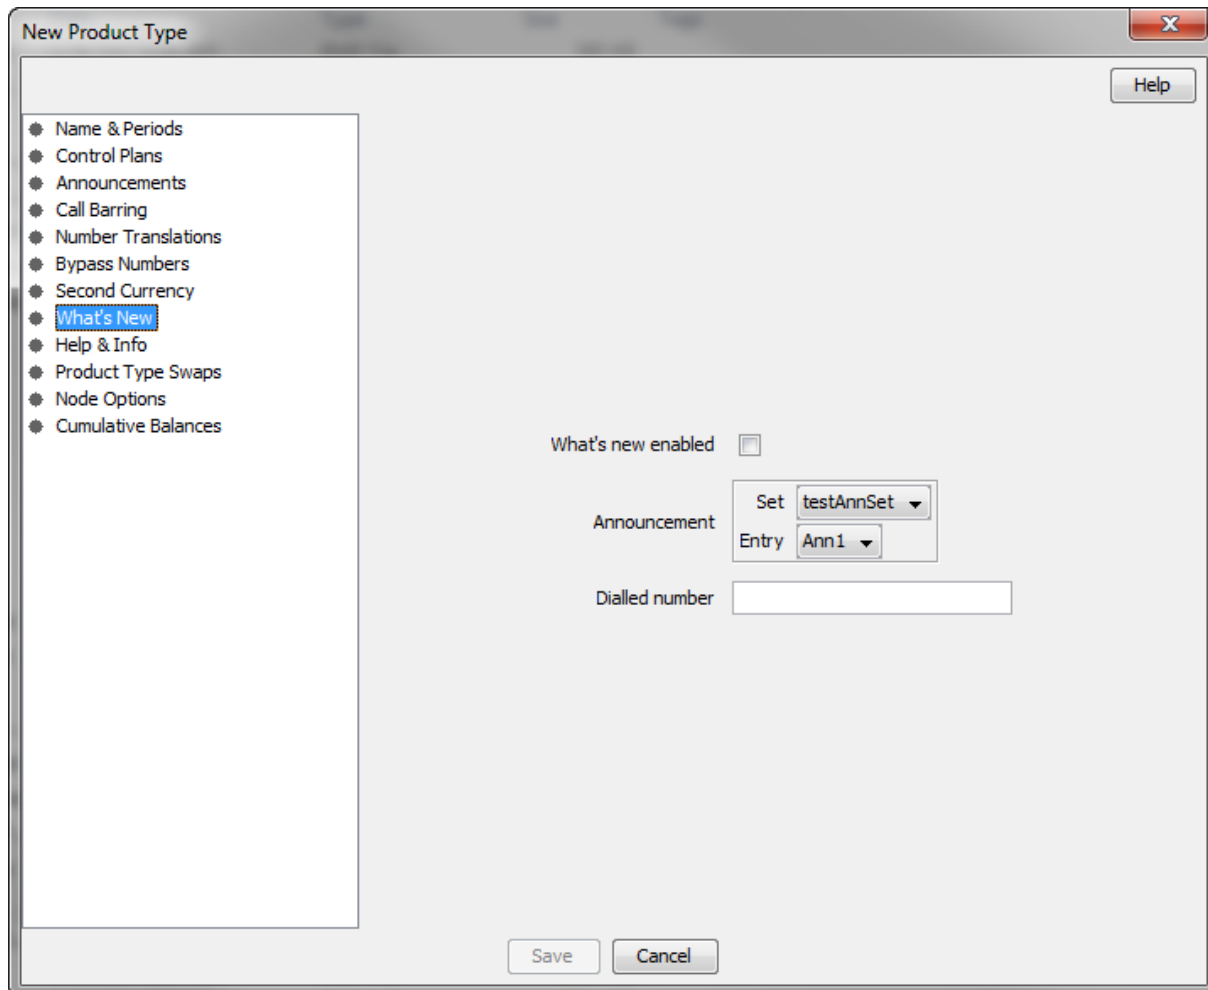 New Product Type
Help
Name & Periods
Control Plans
Announcements
Call Barring
Number Translations
Bypass Numbers
Second Currency
What's New
Help & Info
Product Type Swaps
Node Options
Cumulative Balances
What's new enabled
Announcement
Set testAnnSet
Entry Ann1
Dialled number
Save Cancel